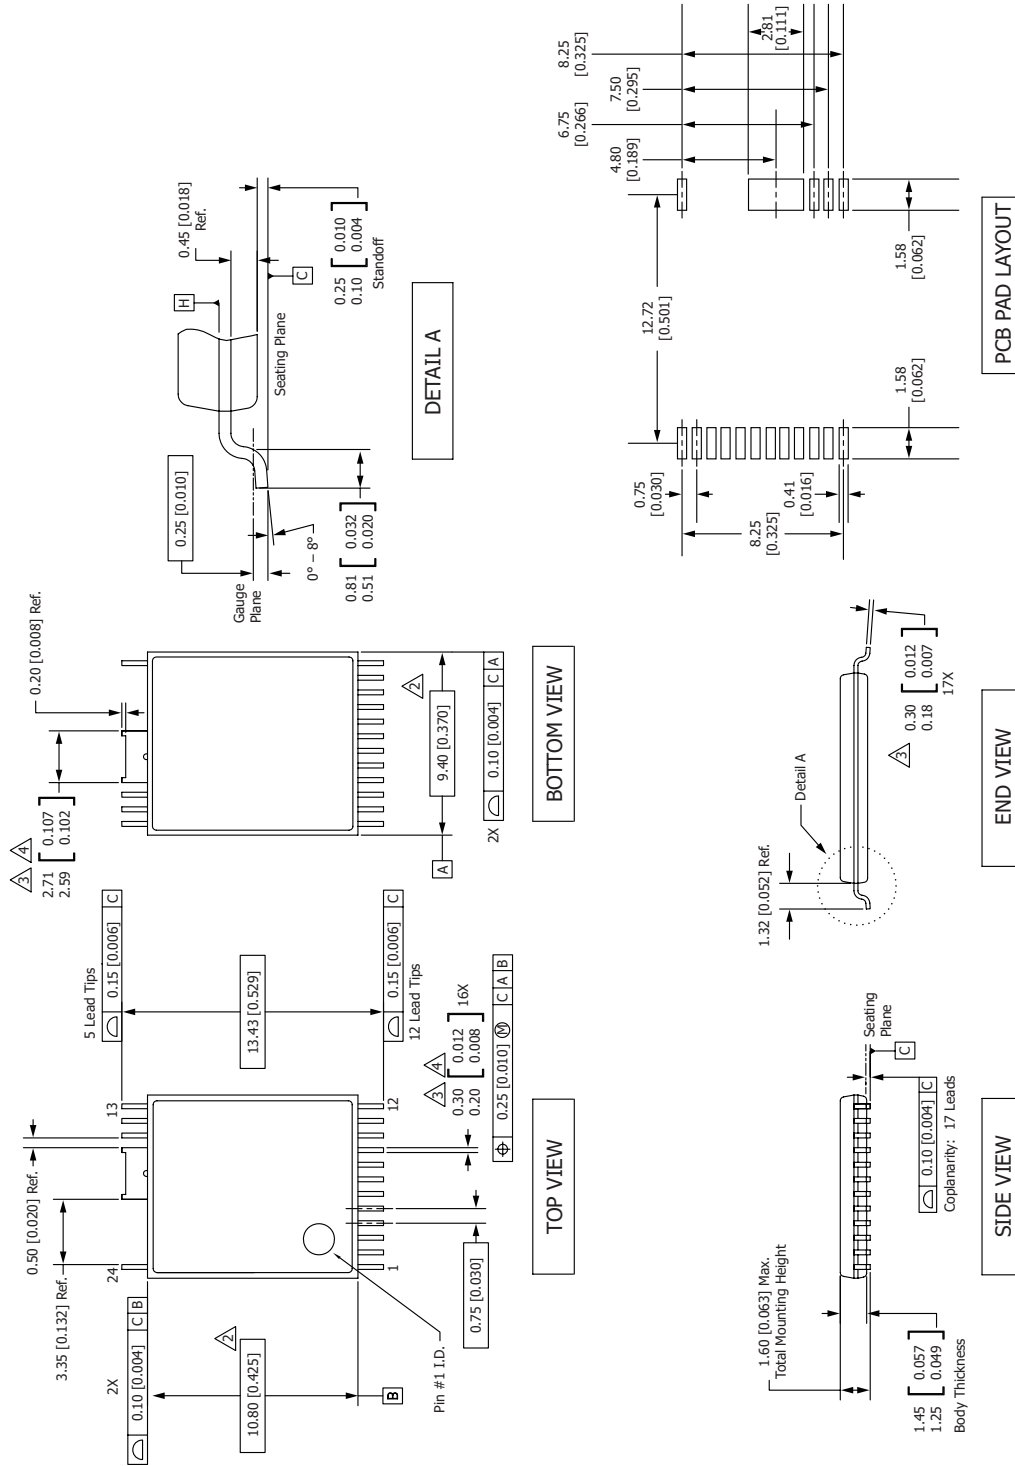 2X
0.10 [0.004] C B
3.35 [0.132] Ref.
0.50 [0.020] Ref.
24
13
10.80 [0.425]
2
B
Pin #1 I.D.
1
12
0.75 [0.030]
5 Lead Tips
0.15 [0.006] C
13.43 [0.529]
0.15 [0.006] C
12 Lead Tips
3 4
0.30 [0.012]
0.20 [0.008]
16X
0.25 [0.010] M C A B
TOP VIEW
3 4
2.71 [0.107]
2.59 [0.102]
0.20 [0.008] Ref.
A
9.40 [0.370]
2
2X
0.10 [0.004] C A
BOTTOM VIEW
0.25 [0.010]
Gauge
Plane
0° – 8°
0.81 [0.032]
0.51 [0.020]
H
0.45 [0.018]
Ref.
Seating Plane
C
0.25 [0.010]
0.10 [0.004]
Standoff
DETAIL A
1.60 [0.063] Max.
Total Mounting Height
1.45 [0.057]
1.25 [0.049]
Body Thickness
Seating
Plane
C
0.10 [0.004] C
Coplanarity: 17 Leads
SIDE VIEW
1.32 [0.052] Ref.
Detail A
3
0.30 [0.012]
0.18 [0.007]
17X
END VIEW
0.75
[0.030]
8.25
[0.325]
0.41
[0.016]
1.58
[0.062]
12.72
[0.501]
4.80
[0.189]
6.75
[0.266]
7.50
[0.295]
8.25
[0.325]
2.81
[0.111]
1.58
[0.062]
PCB PAD LAYOUT